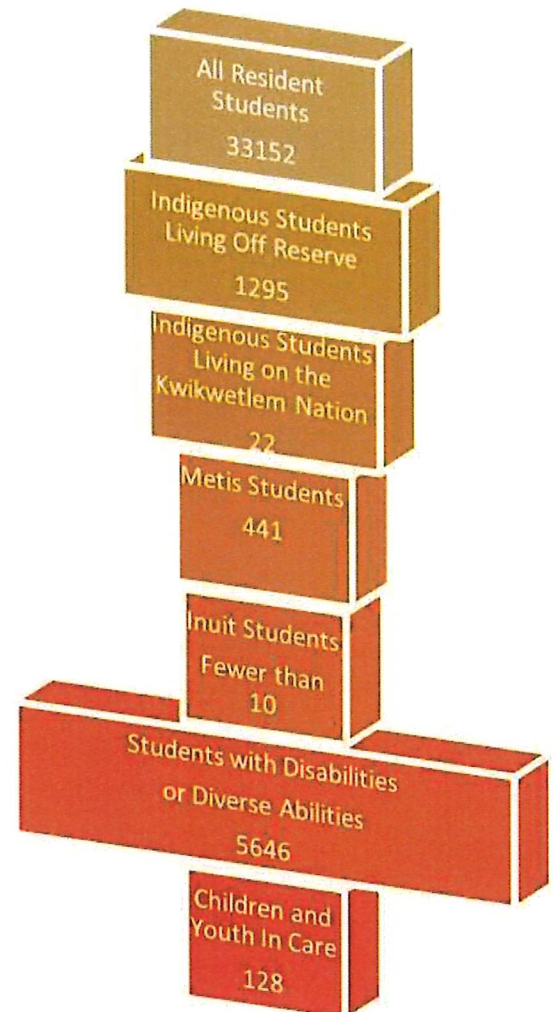 All Resident
Students
33152
Indigenous Students
Living Off Reserve
1295
Indigenous Students
Living on the
Kwikwetlem Nation
22
Metis Students
441
Inuit Students
Fewer than
10
Students with Disabilities
or Diverse Abilities
5646
Children and
Youth In Care
128